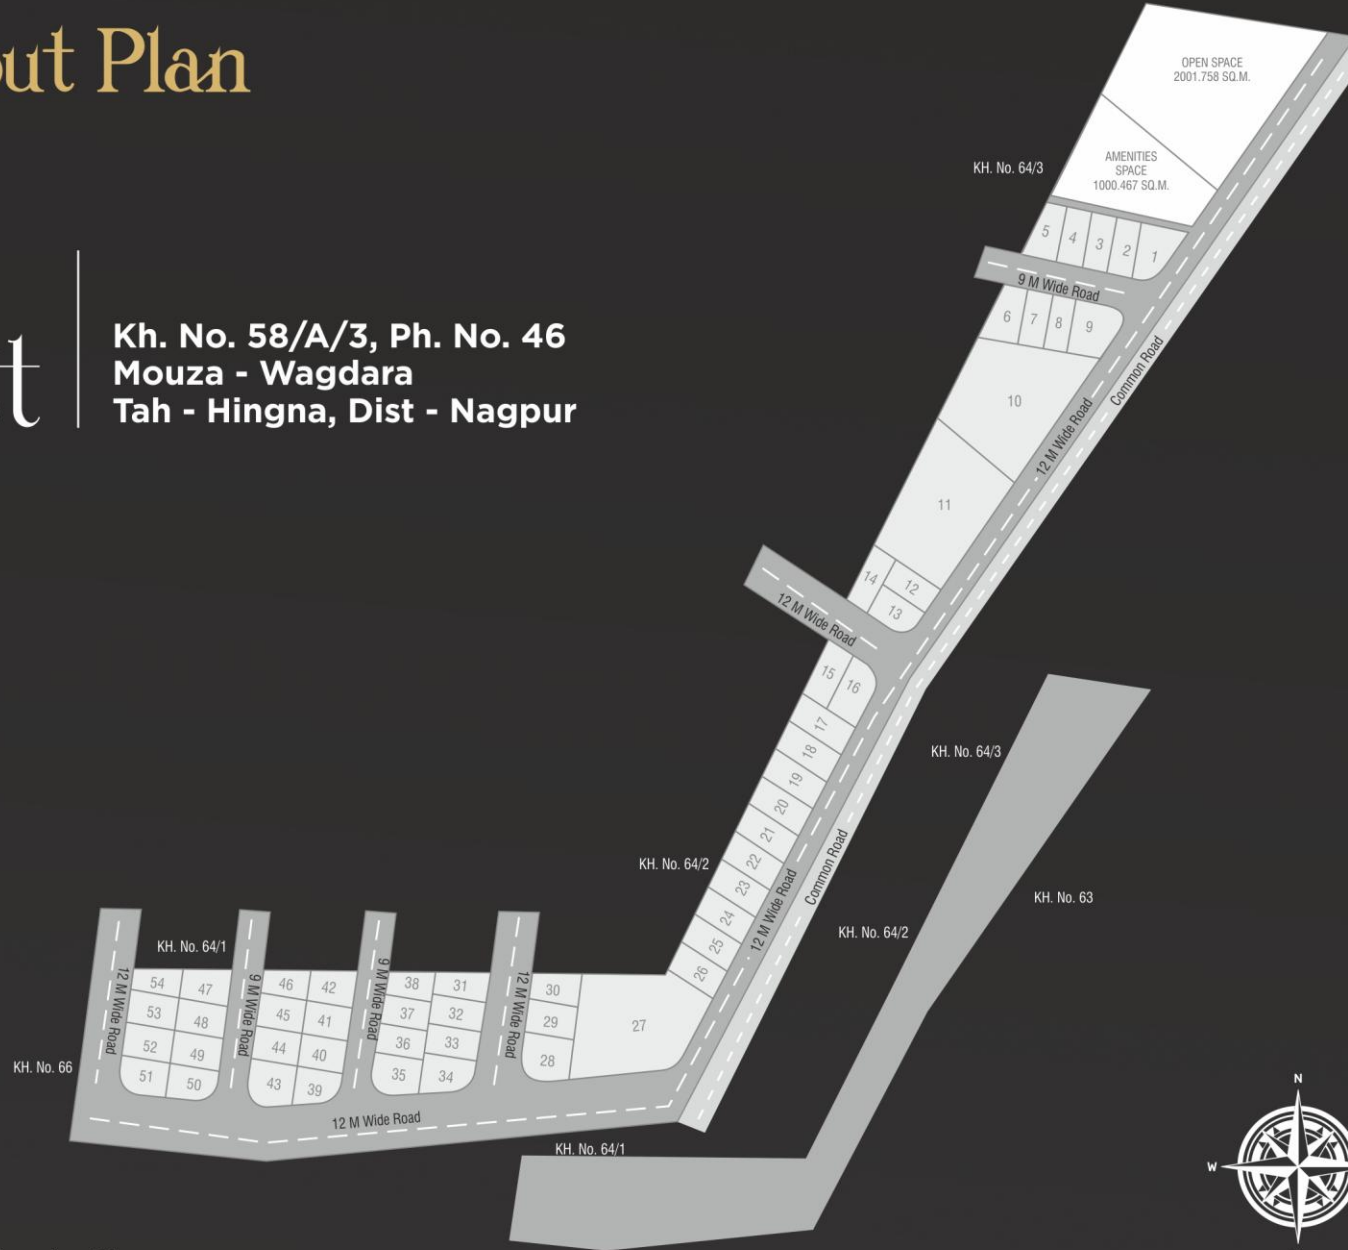 out Plan
t
Kh. No. 58/A/3, Ph. No. 46
Mouza - Wagdara
Tah - Hingna, Dist - Nagpur
OPEN SPACE
2001.758 SQ.M.
AMENITIES
SPACE
1000.467 SQ.M.
KH. No. 64/3
5
4
3
2
1
9 M Wide Road
6
7
8
9
Common Road
10
12 M Wide Road
11
14
12
13
12 M Wide Road
15
16
17
18
19
20
21
22
23
24
25
26
KH. No. 64/2
12 M Wide Road
Common Road
KH. No. 64/3
KH. No. 63
KH. No. 64/2
KH. No. 64/1
12 M Wide Road
54
47
53
48
52
49
51
50
9 M Wide Road
46
42
45
41
44
40
43
39
9 M Wide Road
38
31
37
32
36
33
35
34
12 M Wide Road
30
29
28
27
KH. No. 66
12 M Wide Road
KH. No. 64/1
N
W